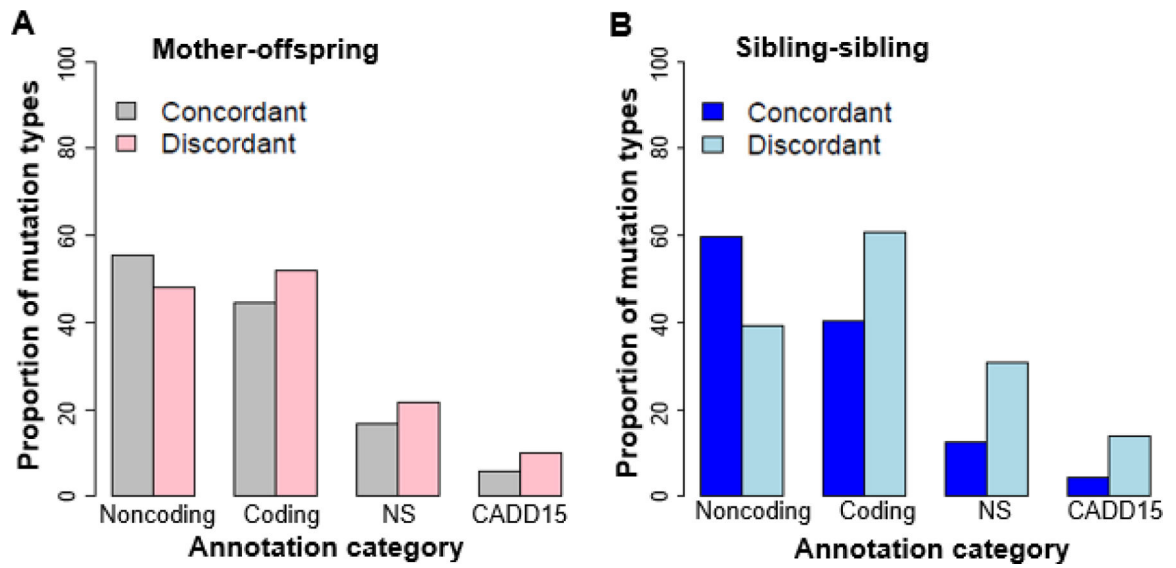 A
Mother-offspring
Concordant
Discordant
Proportion of mutation types
0
20
40
60
80
100
Noncoding Coding NS CADD15
Annotation category
B
Sibling-sibling
Concordant
Discordant
Proportion of mutation types
0
20
40
60
80
100
Noncoding Coding NS CADD15
Annotation category